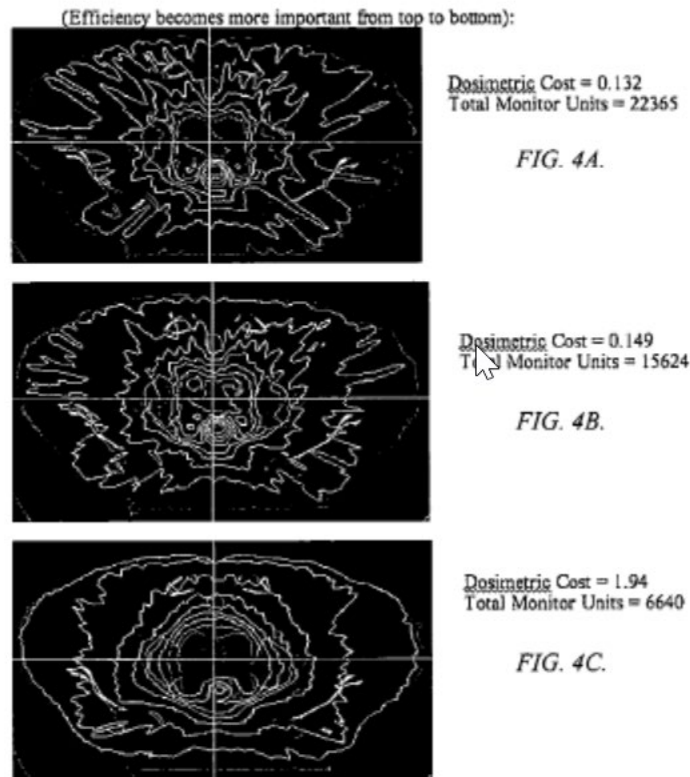 (Efficiency becomes more important from top to bottom):
Dosimetric Cost = 0.132
Total Monitor Units = 22365
FIG. 4A.
Dosimetric Cost = 0.149
Total Monitor Units = 15624
FIG. 4B.
Dosimetric Cost = 1.94
Total Monitor Units = 6640
FIG. 4C.